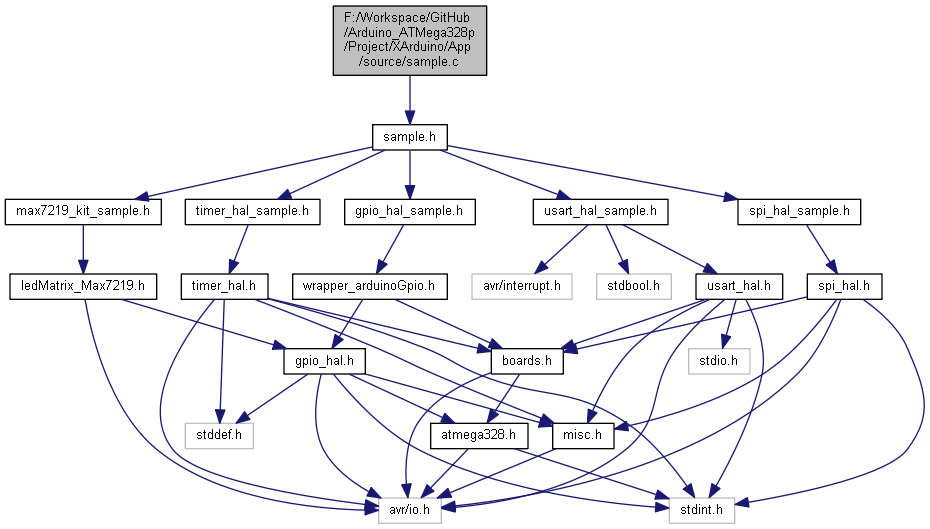 F:/Workspace/GitHub
/Arduino_ATMega328p
/Project/XArduino/App
/source/sample.c
sample.h
max7219_kit_sample.h
timer_hal_sample.h
gpio_hal_sample.h
usart_hal_sample.h
spi_hal_sample.h
ledMatrix_Max7219.h
timer_hal.h
wrapper_arduinoGpio.h
avr/interrupt.h
stdbool.h
usart_hal.h
spi_hal.h
gpio_hal.h
boards.h
stdio.h
stddef.h
atmega328.h
misc.h
avr/io.h
stdint.h